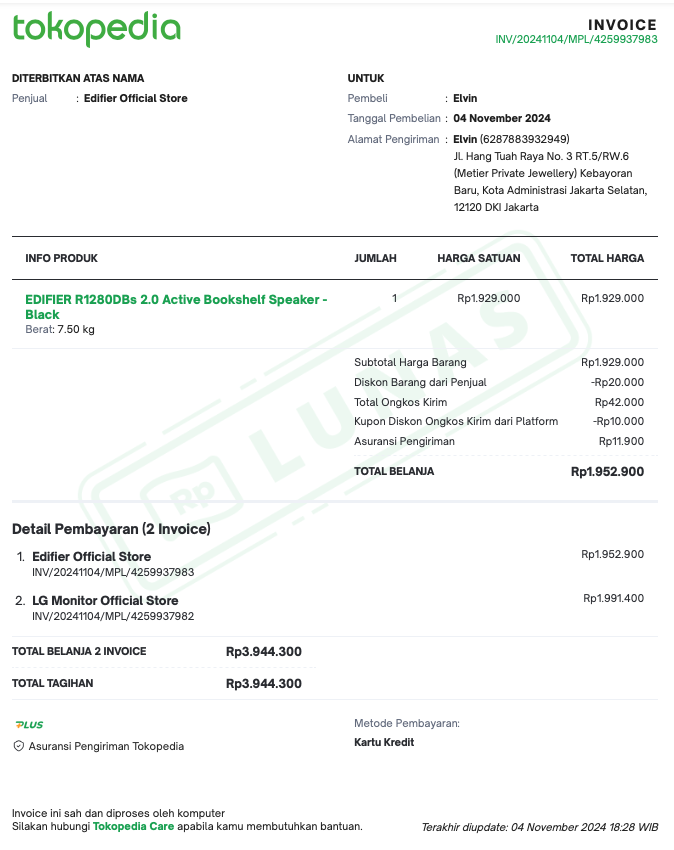 tokopedia
INVOICE
INV/20241104/MPL/4259937983
DITERBITKAN ATAS NAMA
Penjual : Edifier Official Store
UNTUK
Pembeli : Elvin
Tanggal Pembelian : 04 November 2024
Alamat Pengiriman : Elvin (6287883932949)
Jl. Hang Tuah Raya No. 3 RT.5/RW.6
(Metier Private Jewellery) Kebayoran
Baru, Kota Administrasi Jakarta Selatan,
12120 DKI Jakarta
INFO PRODUK JUMLAH HARGA SATUAN TOTAL HARGA
EDIFIER R1280DBs 2.0 Active Bookshelf Speaker - 1 Rp1.929.000 Rp1.929.000
Black
Berat: 7.50 kg
Subtotal Harga Barang Rp1.929.000
Diskon Barang dari Penjual -Rp20.000
Total Ongkos Kirim Rp42.000
Kupon Diskon Ongkos Kirim dari Platform -Rp10.000
Asuransi Pengiriman Rp11.900
TOTAL BELANJA Rp1.952.900
Rp LUNAS
Detail Pembayaran (2 Invoice)
1. Edifier Official Store Rp1.952.900
INV/20241104/MPL/4259937983
2. LG Monitor Official Store Rp1.991.400
INV/20241104/MPL/4259937982
TOTAL BELANJA 2 INVOICE Rp3.944.300
TOTAL TAGIHAN Rp3.944.300
PLUS
Asuransi Pengiriman Tokopedia
Metode Pembayaran:
Kartu Kredit
Invoice ini sah dan diproses oleh komputer
Silakan hubungi Tokopedia Care apabila kamu membutuhkan bantuan.
Terakhir diupdate: 04 November 2024 18:28 WIB